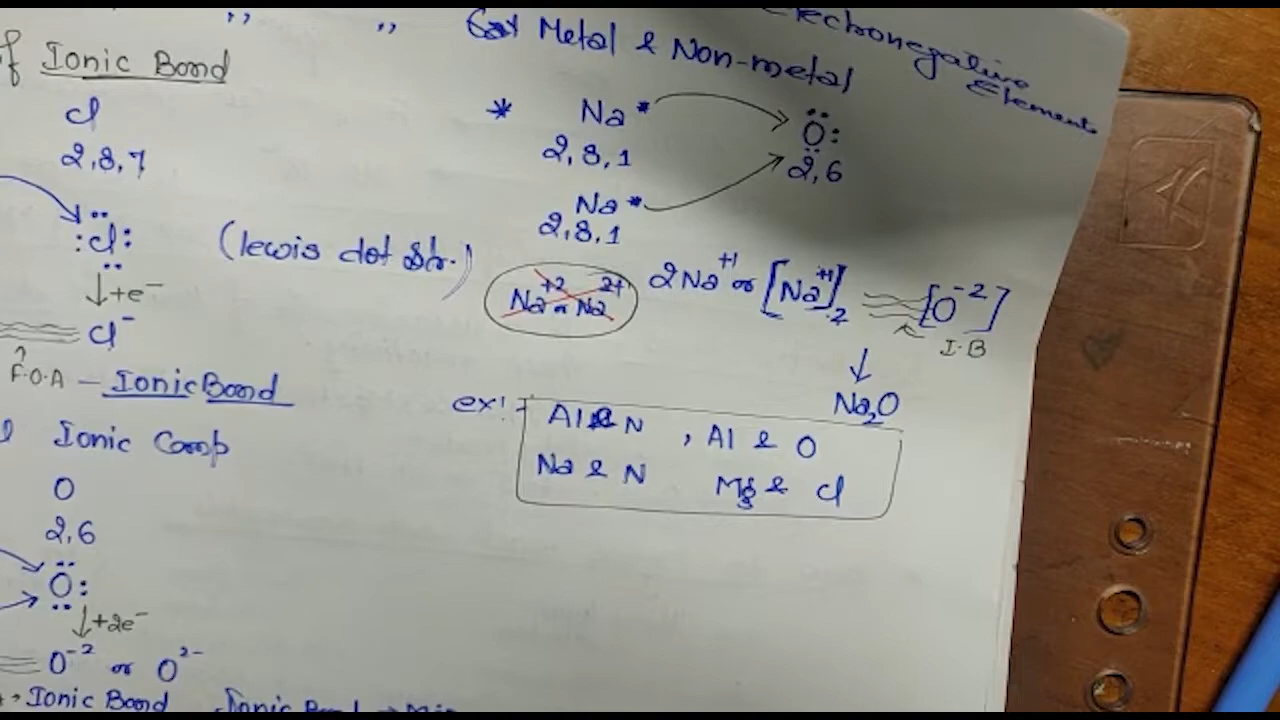 ,, ,, Metal & Non-metal
Electronegative
Elements
of Ionic Bond
Cl
2,8,7
:Cl:
↓+e⁻
Cl⁻
F.O.A – Ionic Bond
(lewis dot Str.)
* Na* O:
2,8,1 2,6
Na*
2,8,1
Na⁺² or Na²⁺
2Na⁺¹ or [Na⁺¹]₂ [O⁻²]
I.B
↓
Na₂O
ex:- Al & N , Al & O
Na & N Mg & Cl
Ionic Comp
O
2,6
O:
↓+2e⁻
O⁻² or O²⁻
Ionic Bond